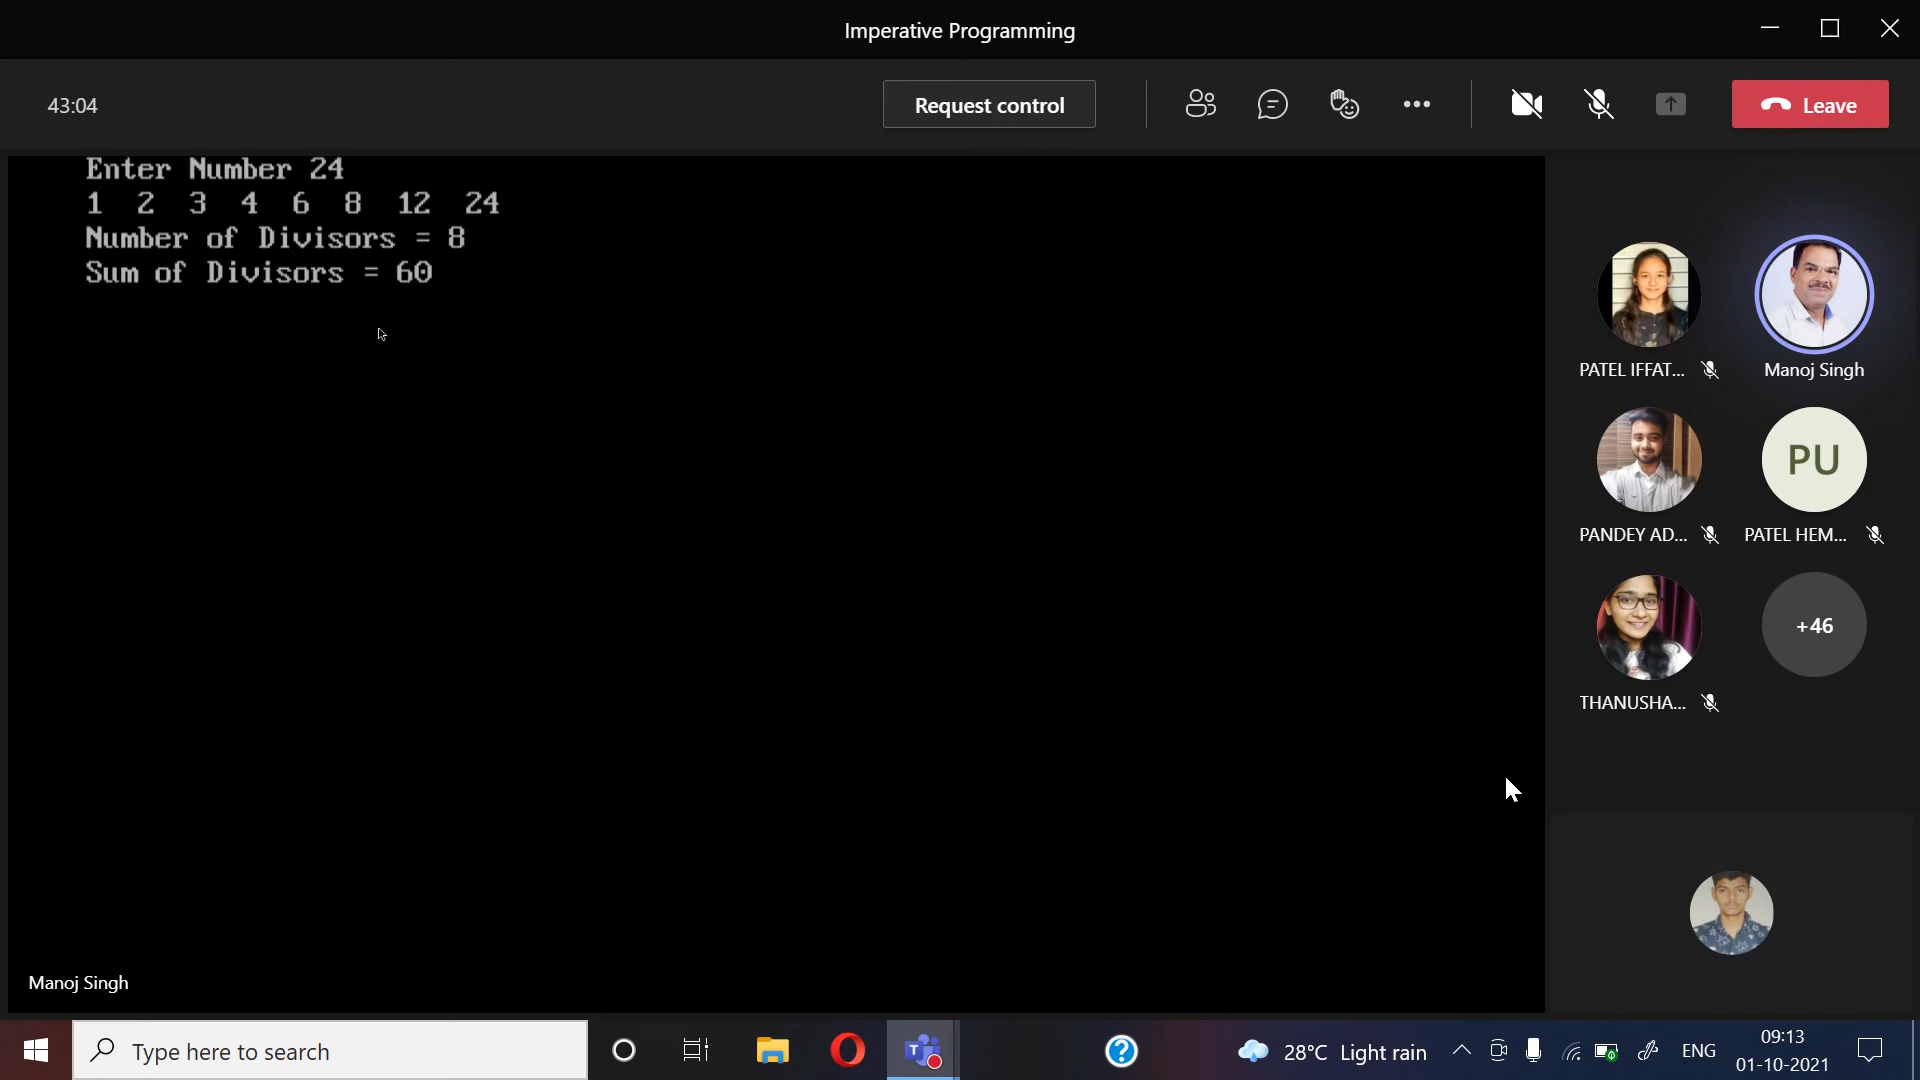 Imperative Programming
43:04
Request control
Leave
Enter Number 24
1 2 3 4 6 8 12 24
Number of Divisors = 8
Sum of Divisors = 60
PATEL IFFAT...
Manoj Singh
PANDEY AD...
PU
PATEL HEM...
THANUSHA...
+46
Manoj Singh
Type here to search
T
?
28°C Light rain
ENG
09:13
01-10-2021